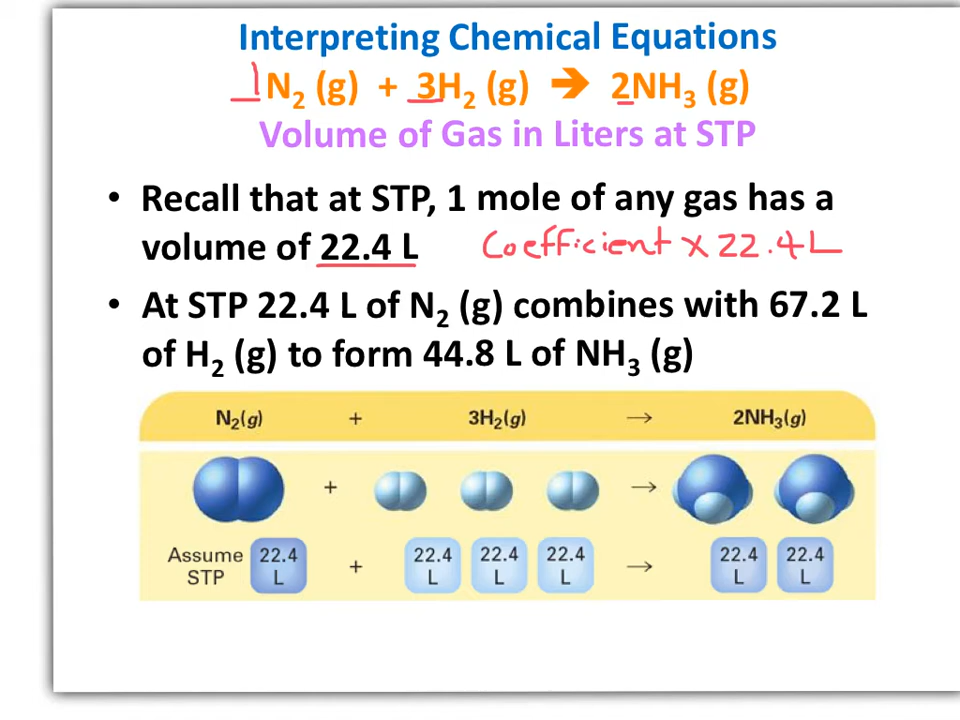 Interpreting Chemical Equations
1N2 (g) + 3H2 (g) → 2NH3 (g)
Volume of Gas in Liters at STP
• Recall that at STP, 1 mole of any gas has a
volume of 22.4 L Coefficient x 22.4L
• At STP 22.4 L of N2 (g) combines with 67.2 L
of H2 (g) to form 44.8 L of NH3 (g)
N2(g) + 3H2(g) → 2NH3(g)
+ →
Assume STP 22.4 L + 22.4 L 22.4 L 22.4 L → 22.4 L 22.4 L